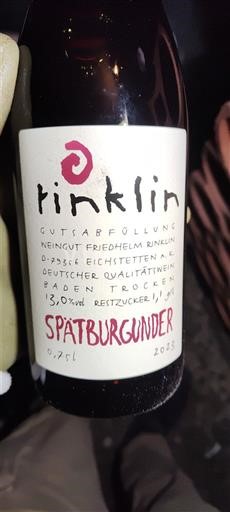 rinklin
GUTSABFÜLLUNG
WEINGUT FRIEDHELM RINKLIN
D-79356 EICHSTETTEN A.K.
DEUTSCHER QUALITÄTSWEIN
BADEN TROCKEN
13,0%vol RESTZUCKER 1,1 g/l
SPÄTBURGUNDER
0,75l 2023